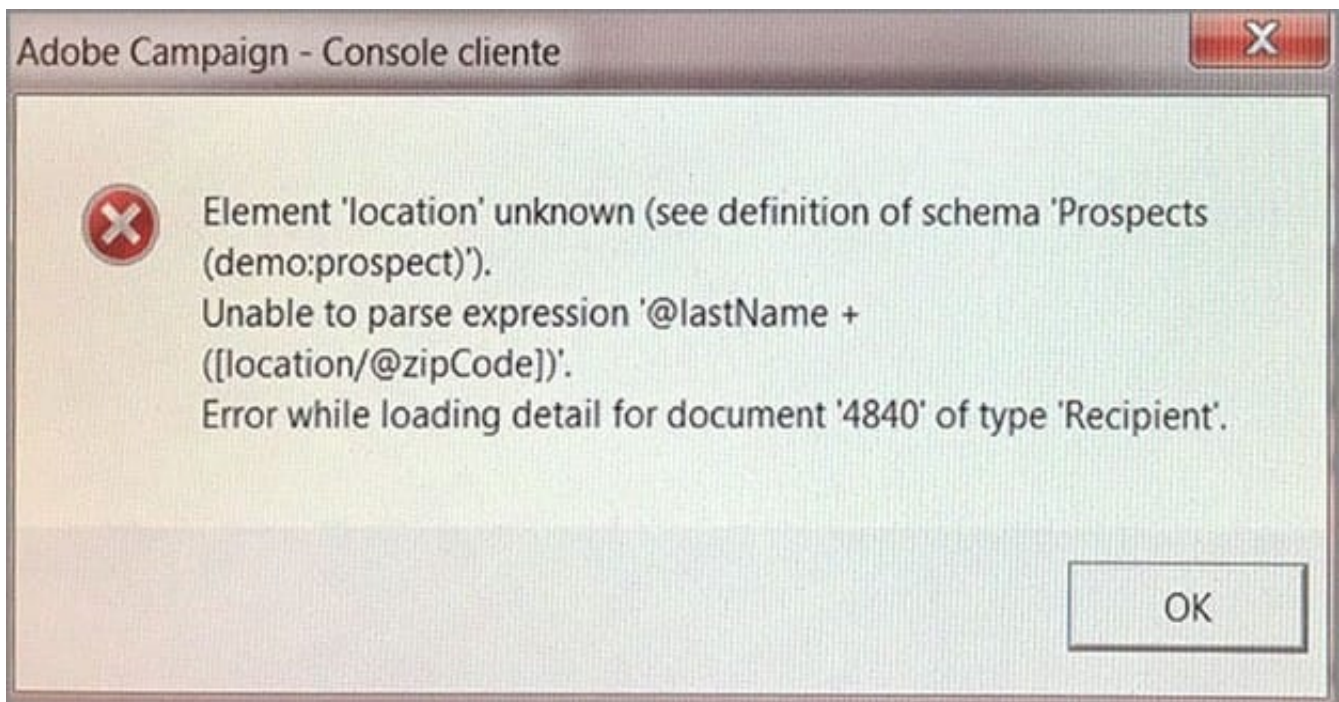 Adobe Campaign - Console cliente
Element 'location' unknown (see definition of schema 'Prospects
(demo:prospect)').
Unable to parse expression '@lastName +
([location/@zipCode])'.
Error while loading detail for document '4840' of type 'Recipient'.
OK